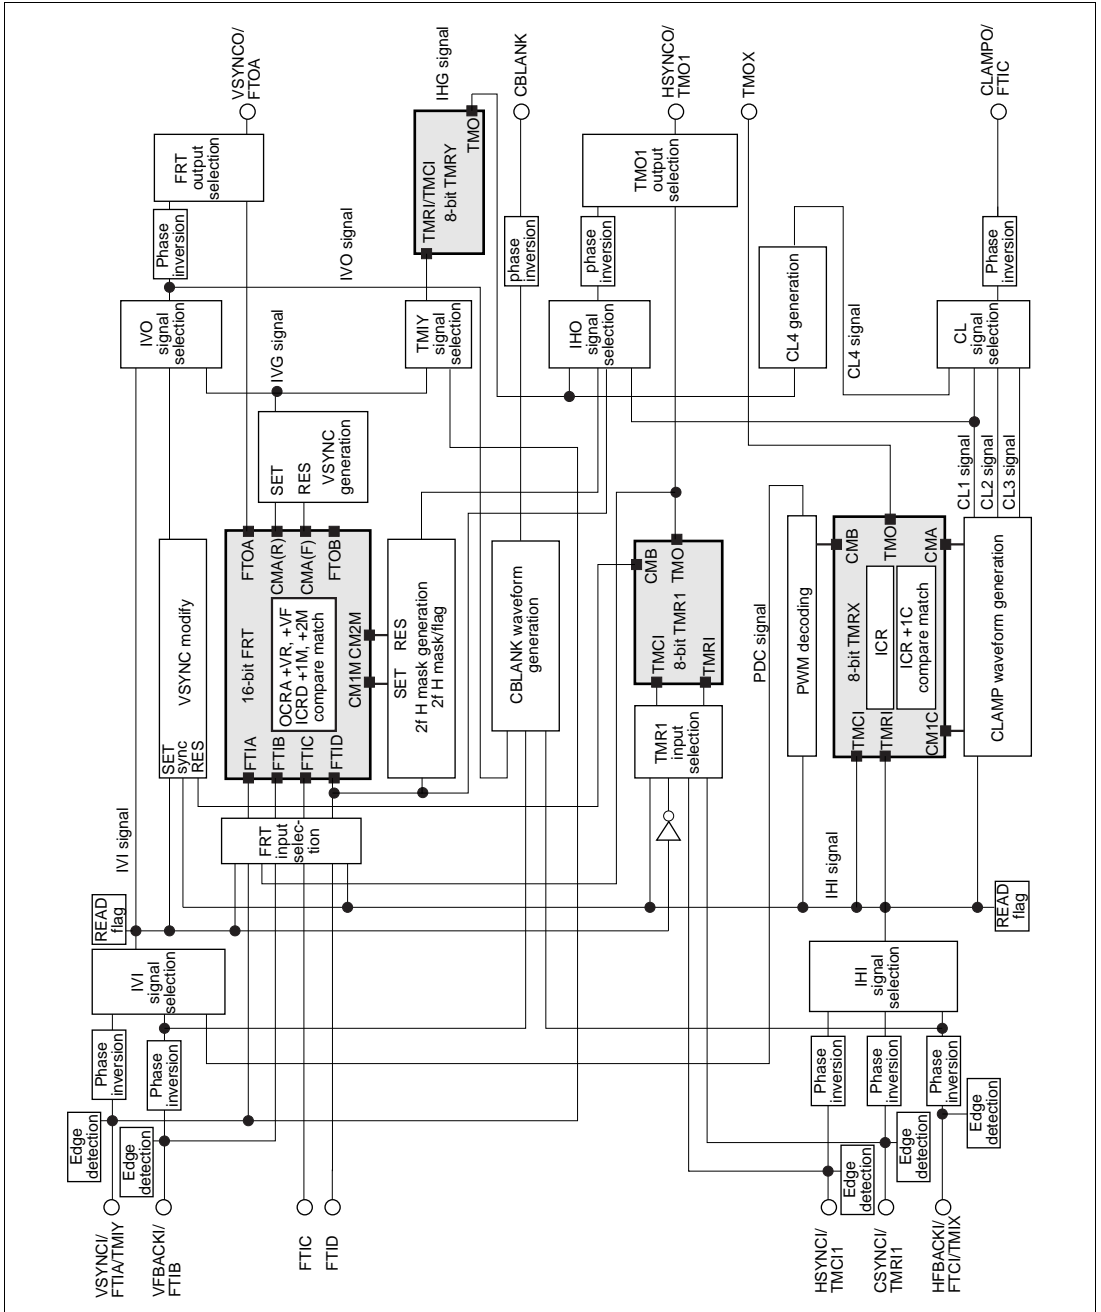 VSYNCO/
FTOA
IHG signal
CBLANK
HSYNCO/
TMO1
TMOX
CLAMPO/
FTIC
FRT
output
selection
TMRI/TMCI
8-bit TMRY
TMO
TMO1
output
selection
Phase
inversion
IVO signal
phase
inversion
phase
inversion
Phase
inversion
IVO
signal
selection
TMIY
signal
selection
IHO
signal
selection
CL4 generation
CL4 signal
CL
signal
selection
IVG signal
SET
RES
VSYNC
generation
CL1 signal
CL2 signal
CL3 signal
VSYNC modify
SET
sync
RES
16-bit FRT
FTOA
CMA(R)
CMA(F)
FTOB
OCRA +VR, +VF
ICRD +1M, +2M
compare match
CM1M CM2M
FTIA
FTIB
FTIC
FTID
SET RES
2f H mask generation
2f H mask/flag
CBLANK waveform
generation
CMB
TMO
8-bit TMR1
TMCI
TMRI
PDC signal
PWM decoding
CMB
TMO
CMA
8-bit TMRX
ICR
ICR +1C
compare match
TMCI
TMRI
CM1C
CLAMP waveform generation
TMR1
input
selection
IVI signal
FRT
input
selec-
tion
IHI signal
READ
flag
READ
flag
IVI
signal
selection
IHI
signal
selection
Phase
inversion
Phase
inversion
Phase
inversion
Phase
inversion
Phase
inversion
Edge
detection
Edge
detection
Edge
detection
Edge
detection
Edge
detection
VSYNCI/
FTIA/TMIY
VFBACKI/
FTIB
FTIC
FTID
HSYNCI/
TMCI1
CSYNCI/
TMRI1
HFBACKI/
FTCI/TMIX